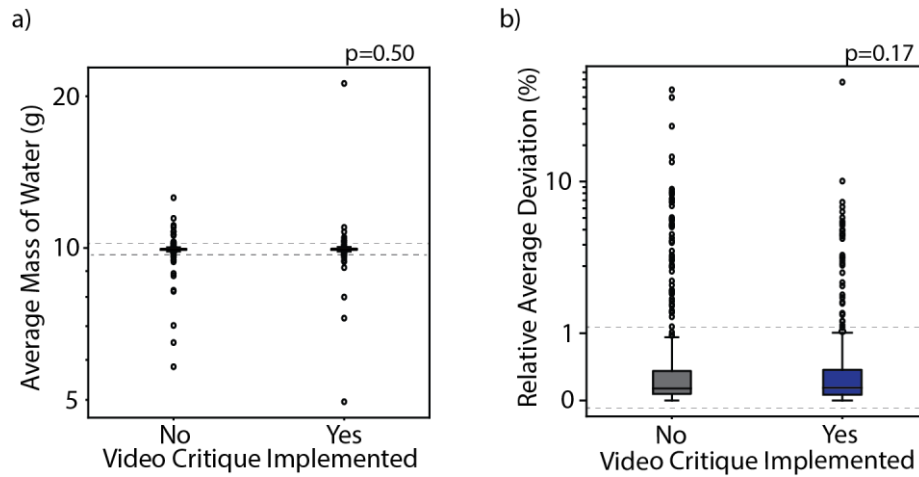 a)
p=0.50
Average Mass of Water (g)
20
10
5
No
Yes
Video Critique Implemented
b)
p=0.17
Relative Average Deviation (%)
10
1
0
No
Yes
Video Critique Implemented